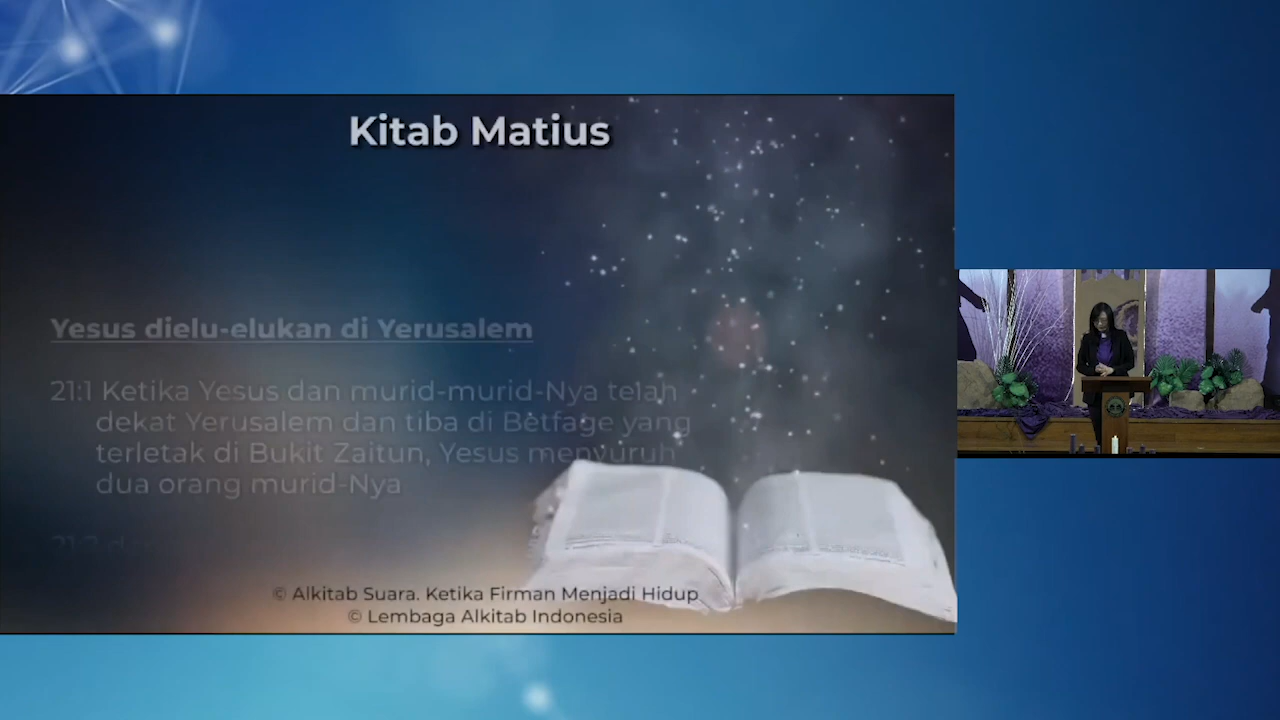 Kitab Matius
Yesus dielu-elukan di Yerusalem
21:1 Ketika Yesus dan murid-murid-Nya telah
dekat Yerusalem dan tiba di Betfage yang
terletak di Bukit Zaitun, Yesus menyuruh
dua orang murid-Nya
© Alkitab Suara. Ketika Firman Menjadi Hidup
© Lembaga Alkitab Indonesia